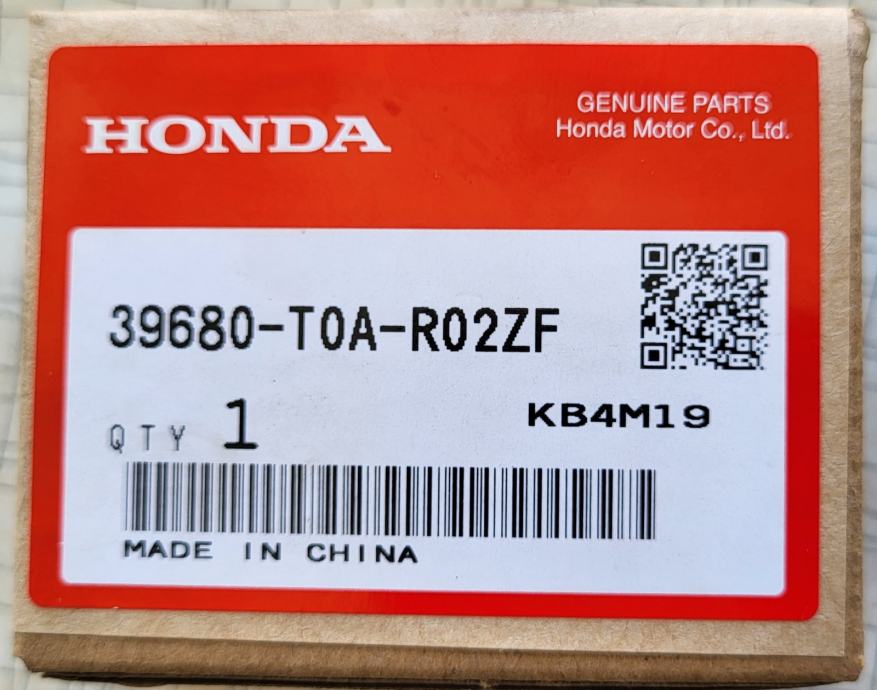 HONDA
GENUINE PARTS
Honda Motor Co., Ltd.
39680-T0A-R02ZF
QTY 1
KB4M19
MADE IN CHINA